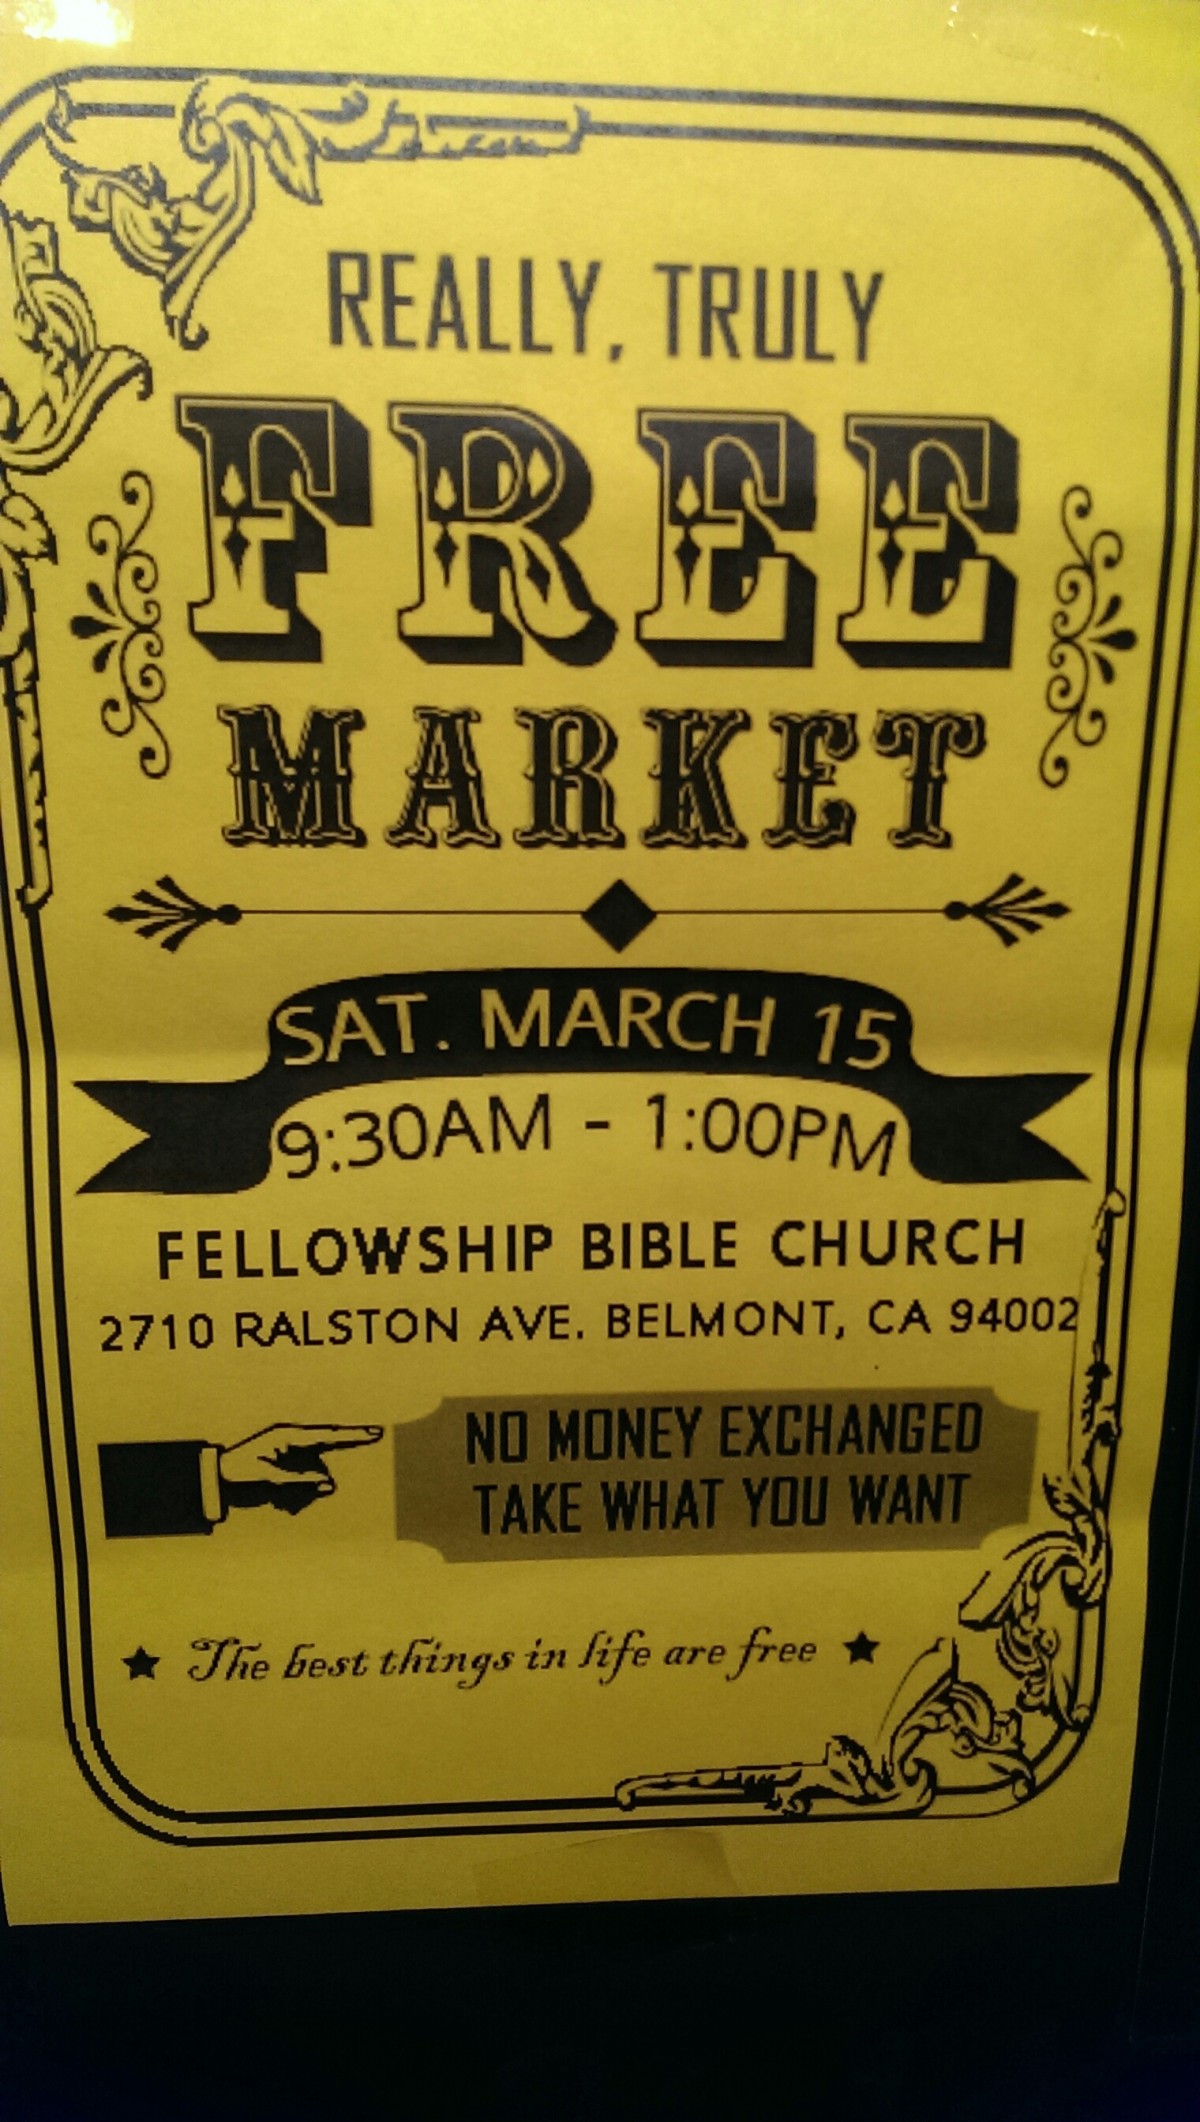 REALLY, TRULY
FREE
MARKET
SAT. MARCH 15
9:30AM - 1:00PM
FELLOWSHIP BIBLE CHURCH
2710 RALSTON AVE. BELMONT, CA 94002
NO MONEY EXCHANGED
TAKE WHAT YOU WANT
The best things in life are free